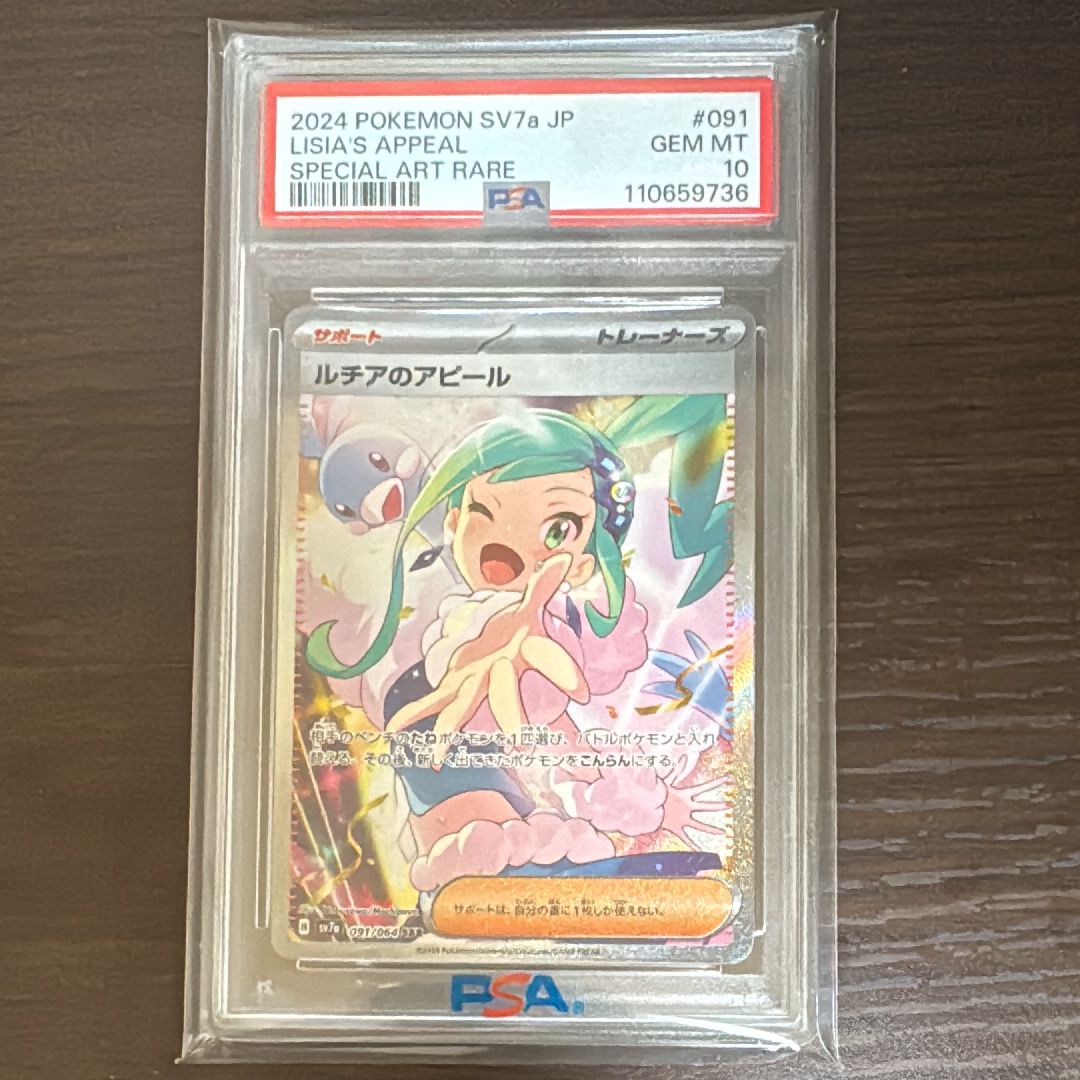 2024 POKEMON SV7a JP #091
LISIA'S APPEAL GEM MT
SPECIAL ART RARE 10
PSA 110659736
サポート トレーナーズ
ルチアのアピール
相手のベンチのたねポケモンを1匹選び、バトルポケモンと入れ
替える。その後、新しく出てきたポケモンをこんらんにする。
サポートは、自分の番に1枚しか使えない。
H sv7a 091/064 SAR
PSA